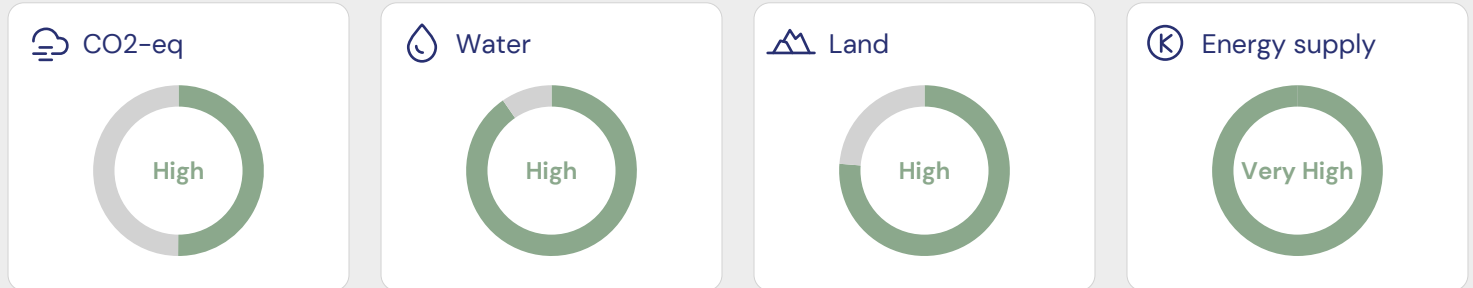 CO2-eq
High
Water
High
Land
High
Energy supply
Very High